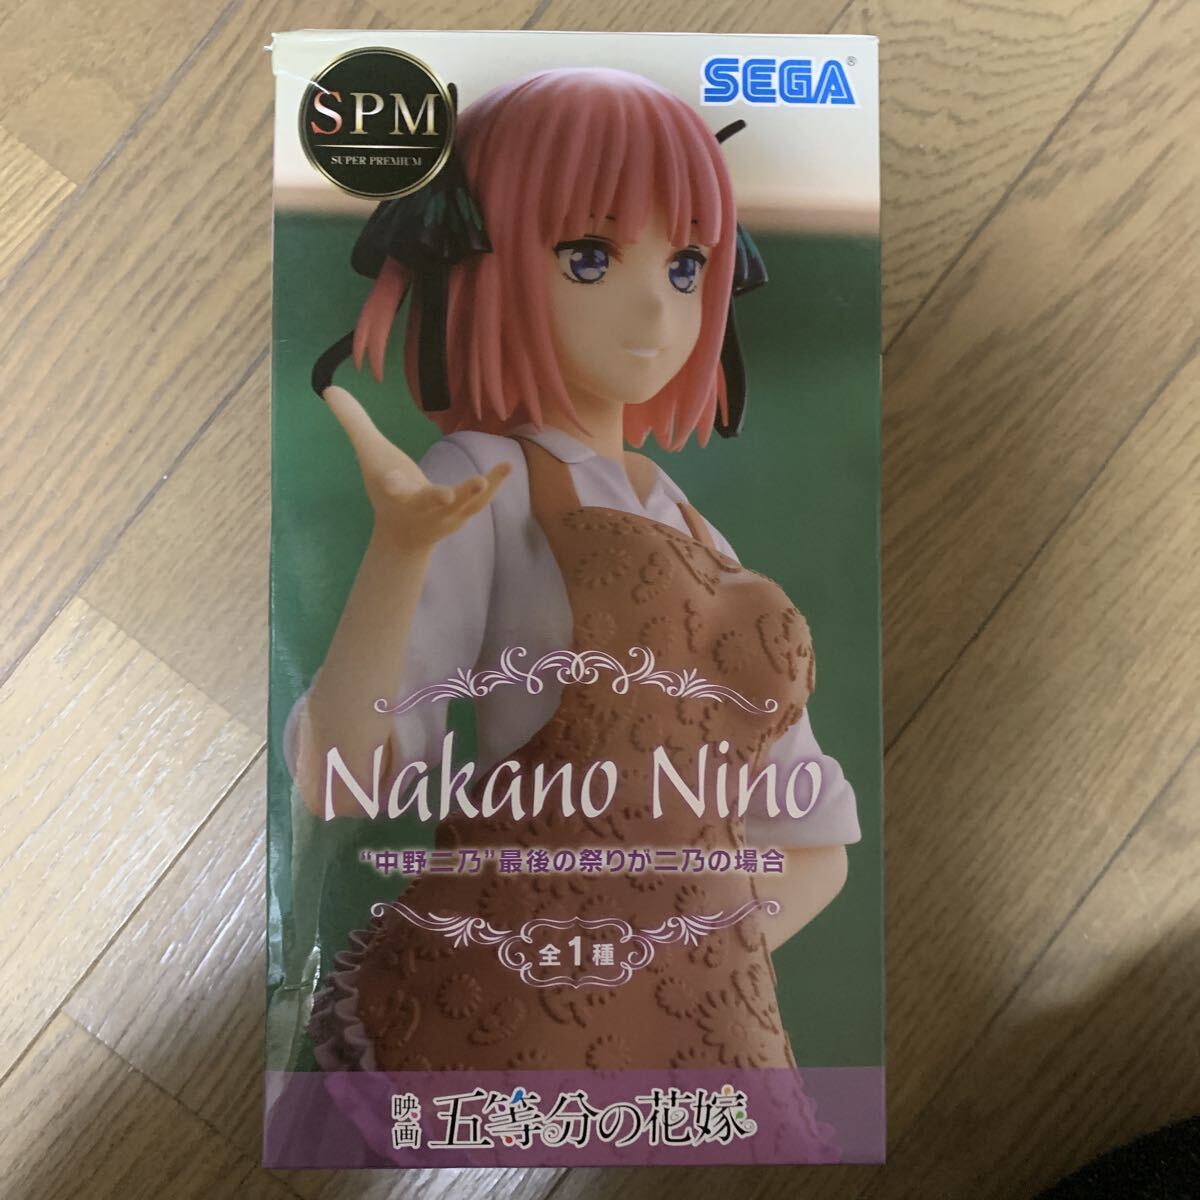 SPM
SUPER PREMIUM
SEGA®
Nakano Nino
“中野二乃”最後の祭りが二乃の場合
全1種
映画 五等分の花嫁